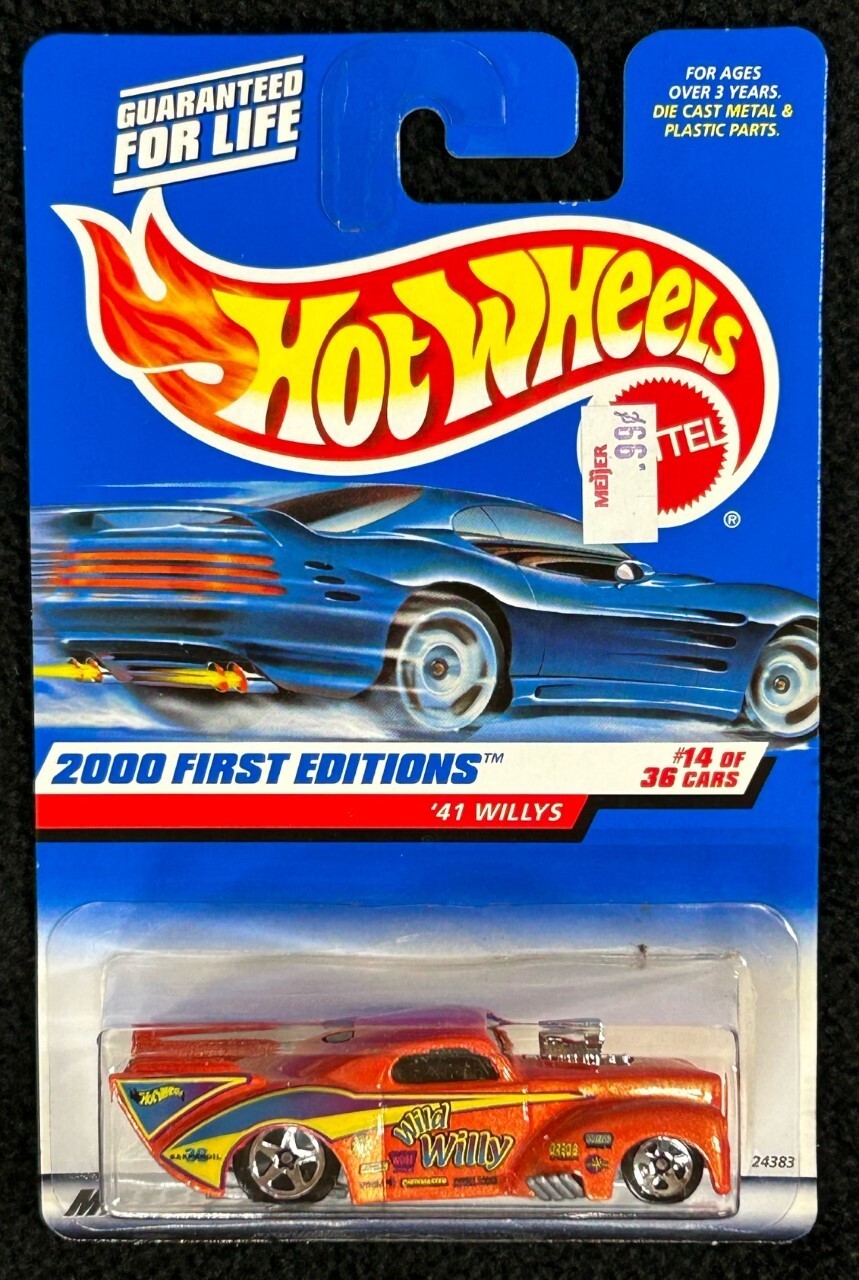 GUARANTEED
FOR LIFE
FOR AGES
OVER 3 YEARS.
DIE CAST METAL &
PLASTIC PARTS.
HOT WHEELS
TTEL
®
MEIJER
.99¢
2000 FIRST EDITIONS™
#14 OF
36 CARS
'41 WILLYS
Hot Wheels
Wild
Willy
24383
M